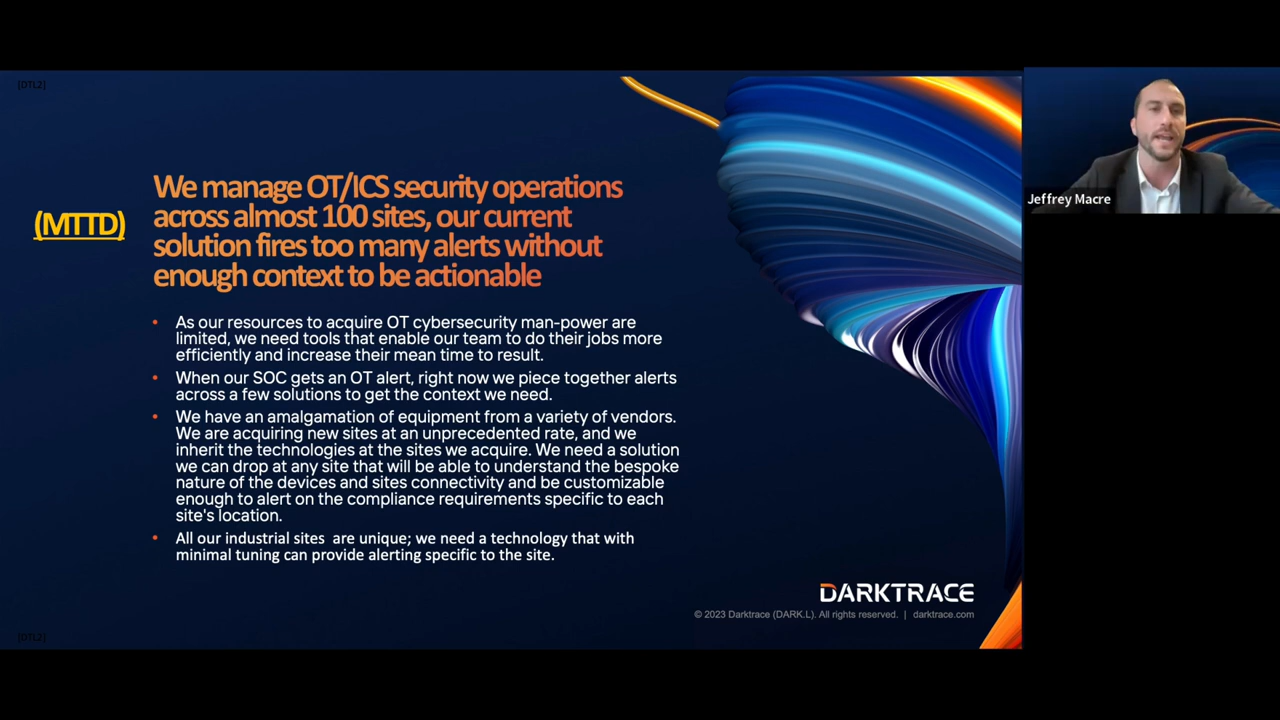 [DTL2]
(MTTD)
We manage OT/ICS security operations
across almost 100 sites, our current
solution fires too many alerts without
enough context to be actionable
• As our resources to acquire OT cybersecurity man-power are
limited, we need tools that enable our team to do their jobs more
efficiently and increase their mean time to result.
• When our SOC gets an OT alert, right now we piece together alerts
across a few solutions to get the context we need.
• We have an amalgamation of equipment from a variety of vendors.
We are acquiring new sites at an unprecedented rate, and we
inherit the technologies at the sites we acquire. We need a solution
we can drop at any site that will be able to understand the bespoke
nature of the devices and sites connectivity and be customizable
enough to alert on the compliance requirements specific to each
site's location.
• All our industrial sites are unique; we need a technology that with
minimal tuning can provide alerting specific to the site.
DARKTRACE
© 2023 Darktrace (DARK.L). All rights reserved. | darktrace.com
[DTL2]
Jeffrey Macre